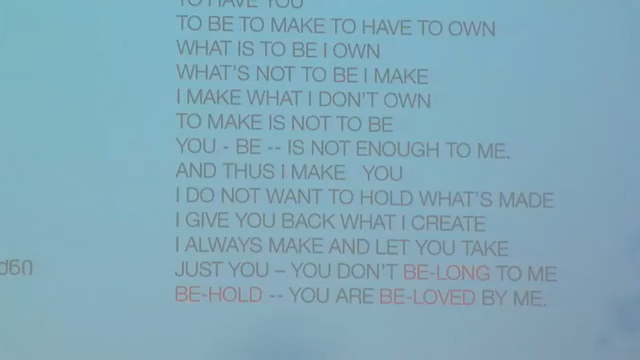 TO HAVE YOU
TO BE TO MAKE TO HAVE TO OWN
WHAT IS TO BE I OWN
WHAT'S NOT TO BE I MAKE
I MAKE WHAT I DON'T OWN
TO MAKE IS NOT TO BE
YOU - BE -- IS NOT ENOUGH TO ME.
AND THUS I MAKE YOU
I DO NOT WANT TO HOLD WHAT'S MADE
I GIVE YOU BACK WHAT I CREATE
I ALWAYS MAKE AND LET YOU TAKE
JUST YOU – YOU DON'T BE-LONG TO ME
BE-HOLD -- YOU ARE BE-LOVED BY ME.